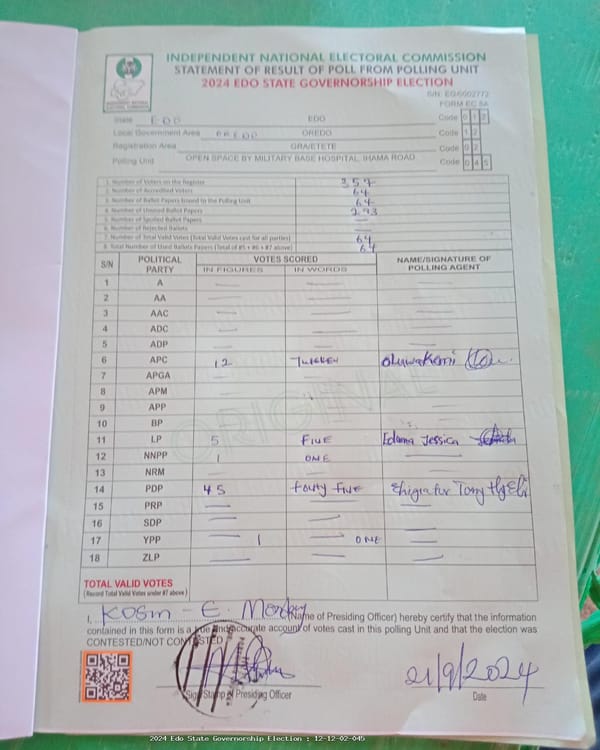 INDEPENDENT NATIONAL ELECTORAL COMMISSION
STATEMENT OF RESULT OF POLL FROM POLLING UNIT
2024 EDO STATE GOVERNORSHIP ELECTION
FORM EC 8A
State EDO EDO Code 0 1 2
Local Government Area OREDO OREDO Code 1 2
Registration Area GRA/ETETE Code 0 2
Polling Unit OPEN SPACE BY MILITARY BASE HOSPITAL, IHAMA ROAD Code 0 4 5
1. Number of Voters on the Register 357
2. Number of Accredited Voters 64
3. Number of Ballot Papers Issued to the Polling Unit 64
4. Number of Unused Ballot Papers 293
5. Number of Spoiled Ballot Papers —
6. Number of Rejected Ballots —
7. Number of Total Valid Votes (Total Valid Votes cast for all parties) 64
8. Total Number of Used Ballots Papers (Total of #5 + #6 + #7 above) 64
S/N POLITICAL PARTY VOTES SCORED NAME/SIGNATURE OF POLLING AGENT
IN FIGURES IN WORDS
1 A — —
2 AA — —
3 AAC — —
4 ADC — —
5 ADP — —
6 APC 12 Oluwakemi
7 APGA
8 APM
9 APP
10 BP
11 LP 5 FIVE Jessica
12 NNPP 1 ONE —
13 NRM — —
14 PDP 45 Fourty FIVE Tony
15 PRP — —
16 SDP — —
17 YPP 1 ONE —
18 ZLP — — —
TOTAL VALID VOTES
(Record Total Valid Votes under #7 above)
I, Kosm - E. (Name of Presiding Officer) hereby certify that the information
contained in this form is a true and accurate account of votes cast in this polling Unit and that the election was
CONTESTED/NOT CONTESTED
21/9/2024
Sign/Stamp of Presiding Officer Date
ORIGINAL
2024 Edo State Governorship Election : 12-12-02-045